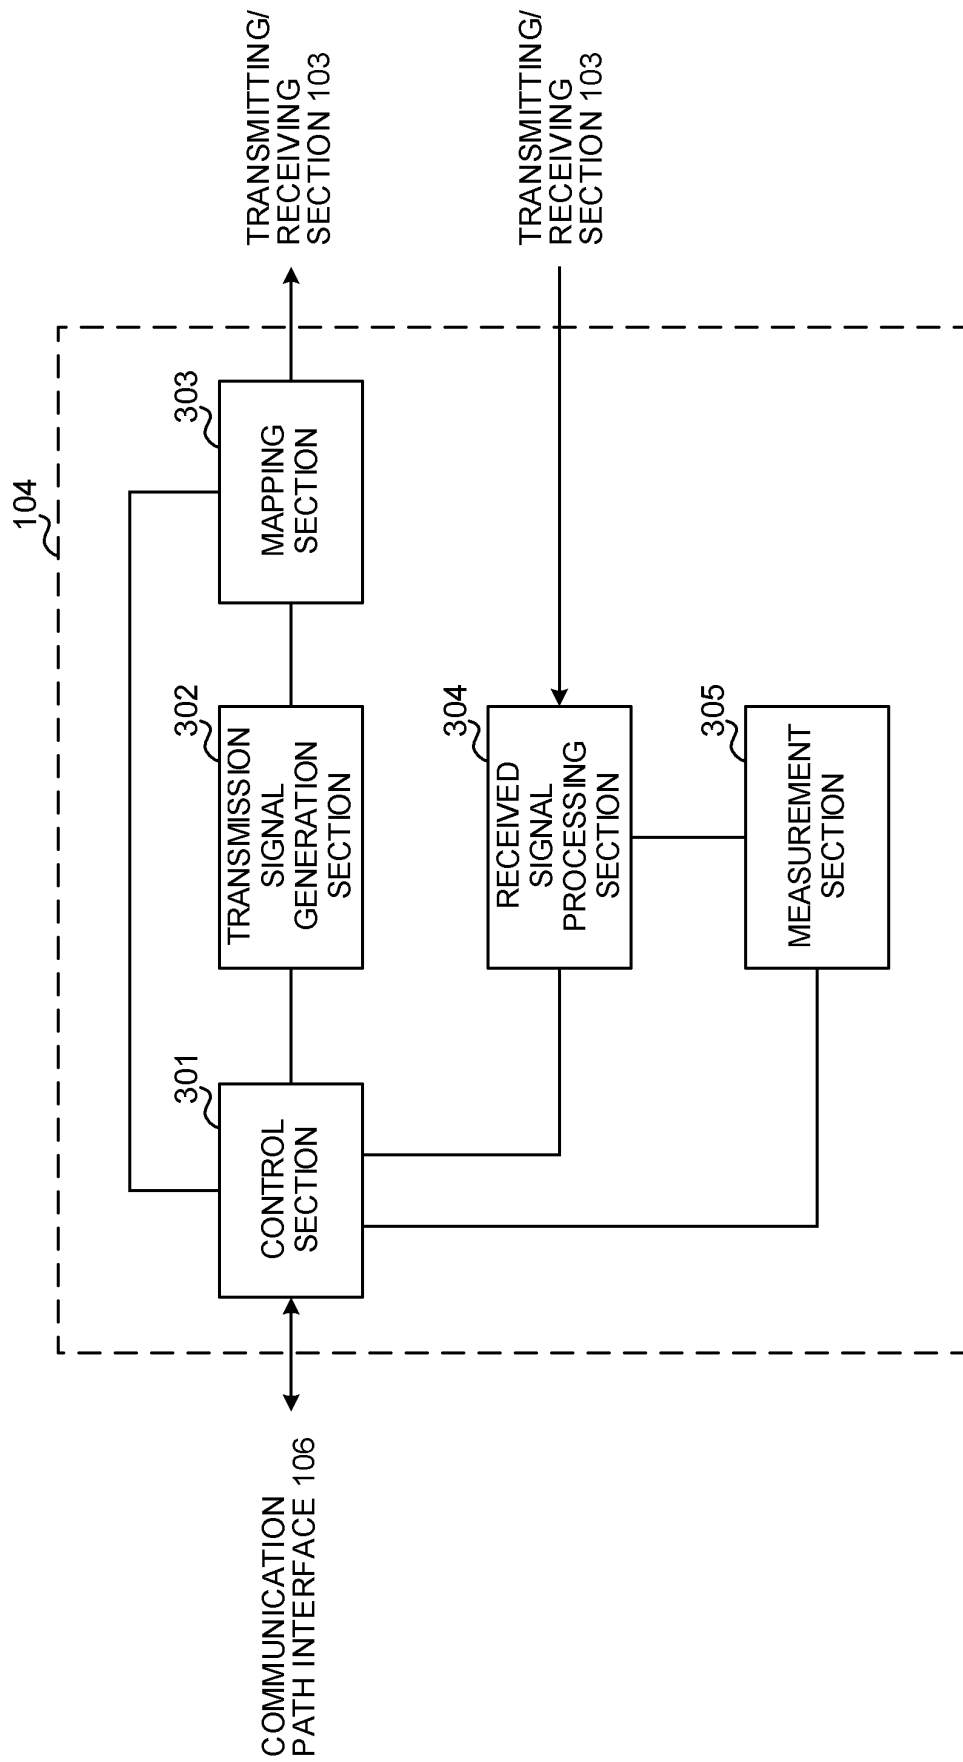 104
COMMUNICATION
PATH INTERFACE 106
301
CONTROL
SECTION
302
TRANSMISSION
SIGNAL
GENERATION
SECTION
303
MAPPING
SECTION
TRANSMITTING/
RECEIVING
SECTION 103
304
RECEIVED
SIGNAL
PROCESSING
SECTION
TRANSMITTING/
RECEIVING
SECTION 103
305
MEASUREMENT
SECTION